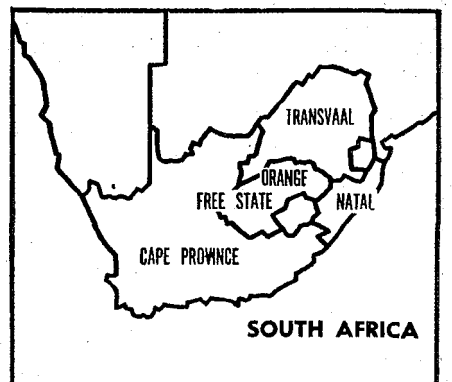 TRANSVAAL
ORANGE
FREE STATE
NATAL
CAPE PROVINCE
SOUTH AFRICA